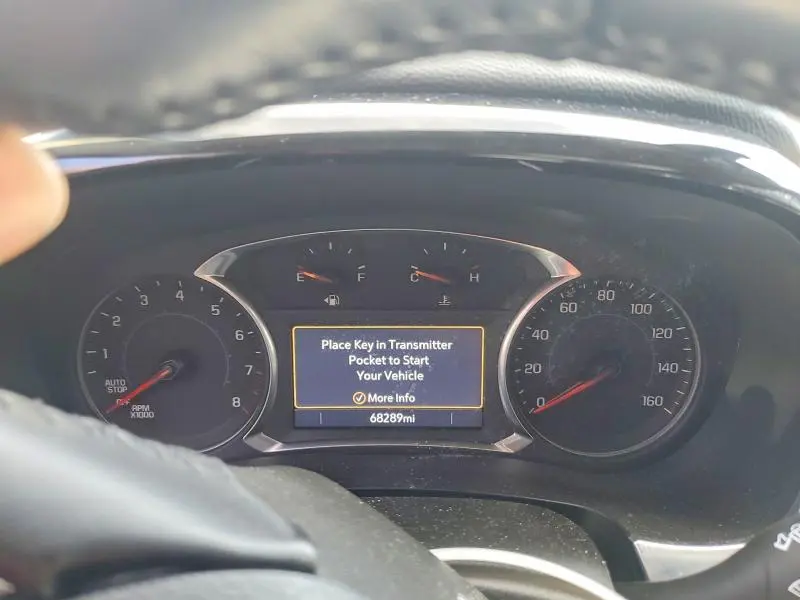 E F C H
1 2 3 4 5 6 7 8
AUTO
STOP
RPM
X1000
Place Key in Transmitter
Pocket to Start
Your Vehicle
More Info
68289mi
0 20 40 60 80 100 120 140 160